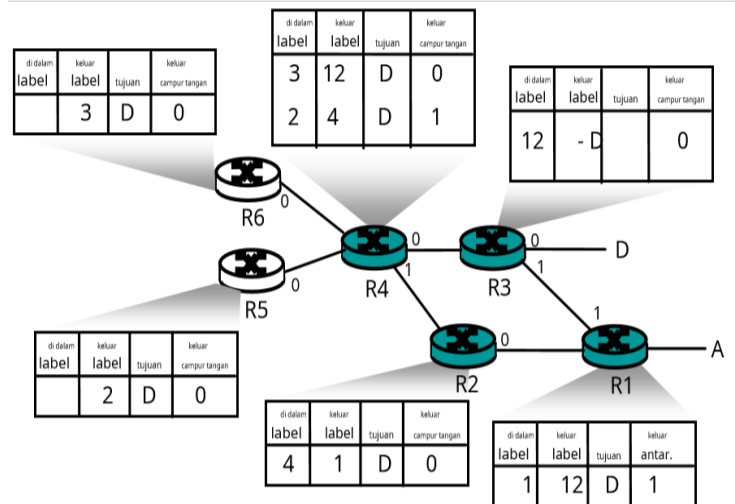 di dalam keluar keluar
label label tujuan campur tangan
3 12 D 0
2 4 D 1
di dalam keluar keluar
label label tujuan campur tangan
3 D 0
di dalam keluar keluar
label label tujuan campur tangan
12 - D 0
R6
0
R5
0
R4
0
1
R3
0
1
D
R2
0
R1
1
A
di dalam keluar keluar
label label tujuan campur tangan
2 D 0
di dalam keluar keluar
label label tujuan campur tangan
4 1 D 0
di dalam keluar keluar
label label tujuan antar.
1 12 D 1